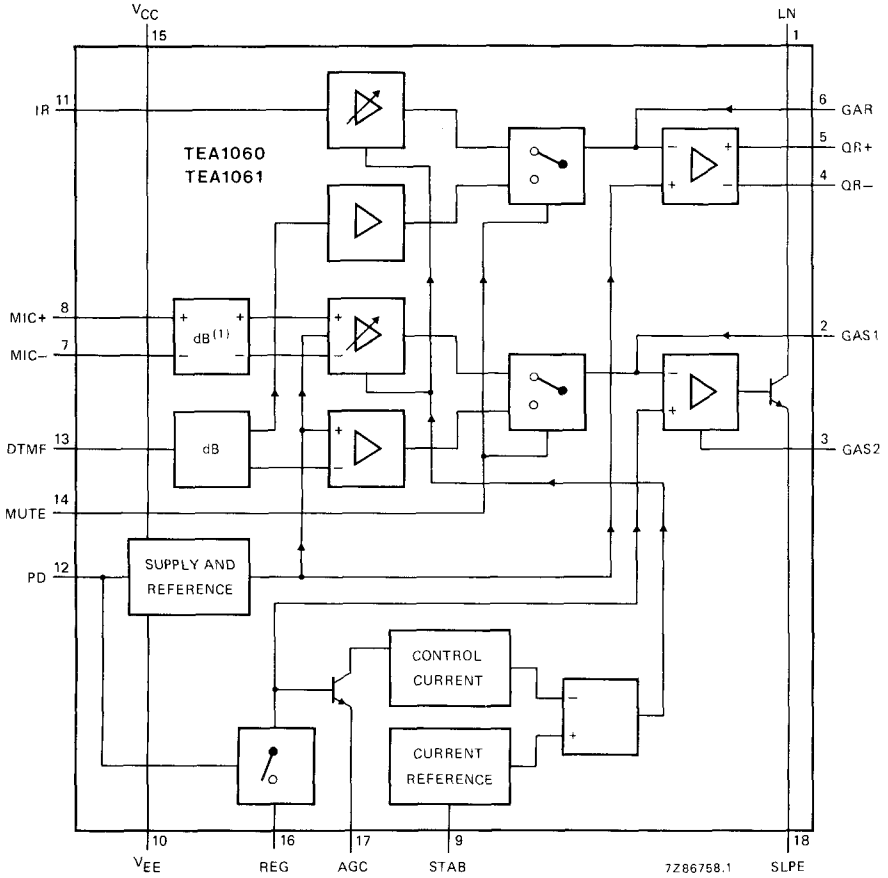 VCC LN
15 1
IR 11
6 GAR
5 QR+
4 QR−
TEA1060
TEA1061
+ − + −
MIC+ 8
MIC− 7
+ + − −
dB(1)
+ −
2 GAS1
− +
3 GAS2
DTMF 13
dB
+ −
MUTE 14
PD 12
SUPPLY AND
REFERENCE
CONTROL
CURRENT
− +
CURRENT
REFERENCE
10 16 17 9 18
VEE REG AGC STAB 7Z86758.1 SLPE